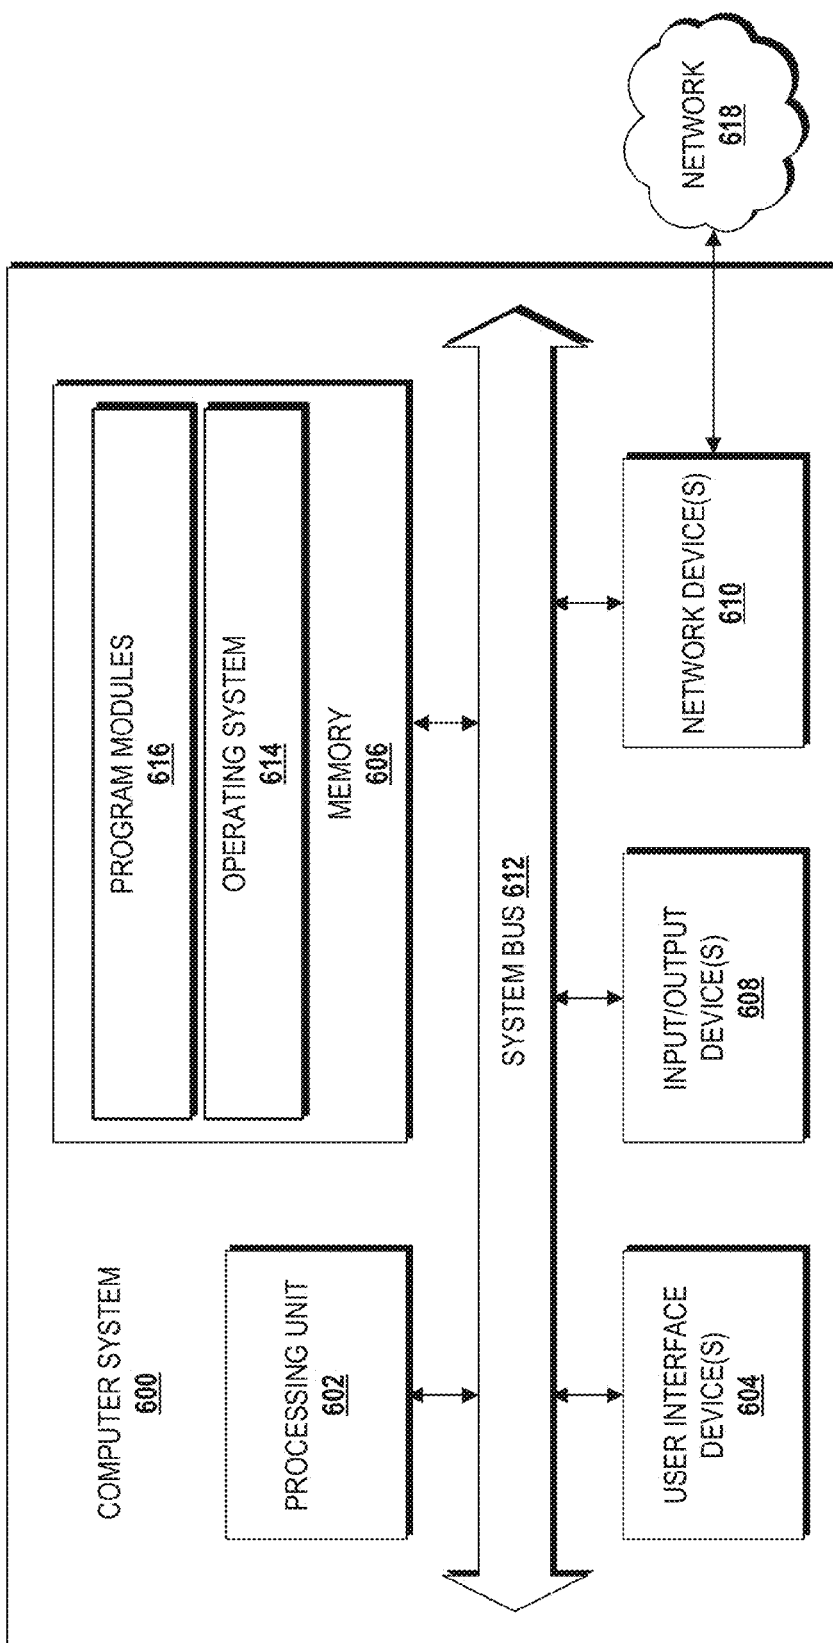 COMPUTER SYSTEM
600
PROCESSING UNIT
602
PROGRAM MODULES
616
OPERATING SYSTEM
614
MEMORY
606
SYSTEM BUS 612
USER INTERFACE
DEVICE(S)
604
INPUT/OUTPUT
DEVICE(S)
608
NETWORK DEVICE(S)
610
NETWORK
618